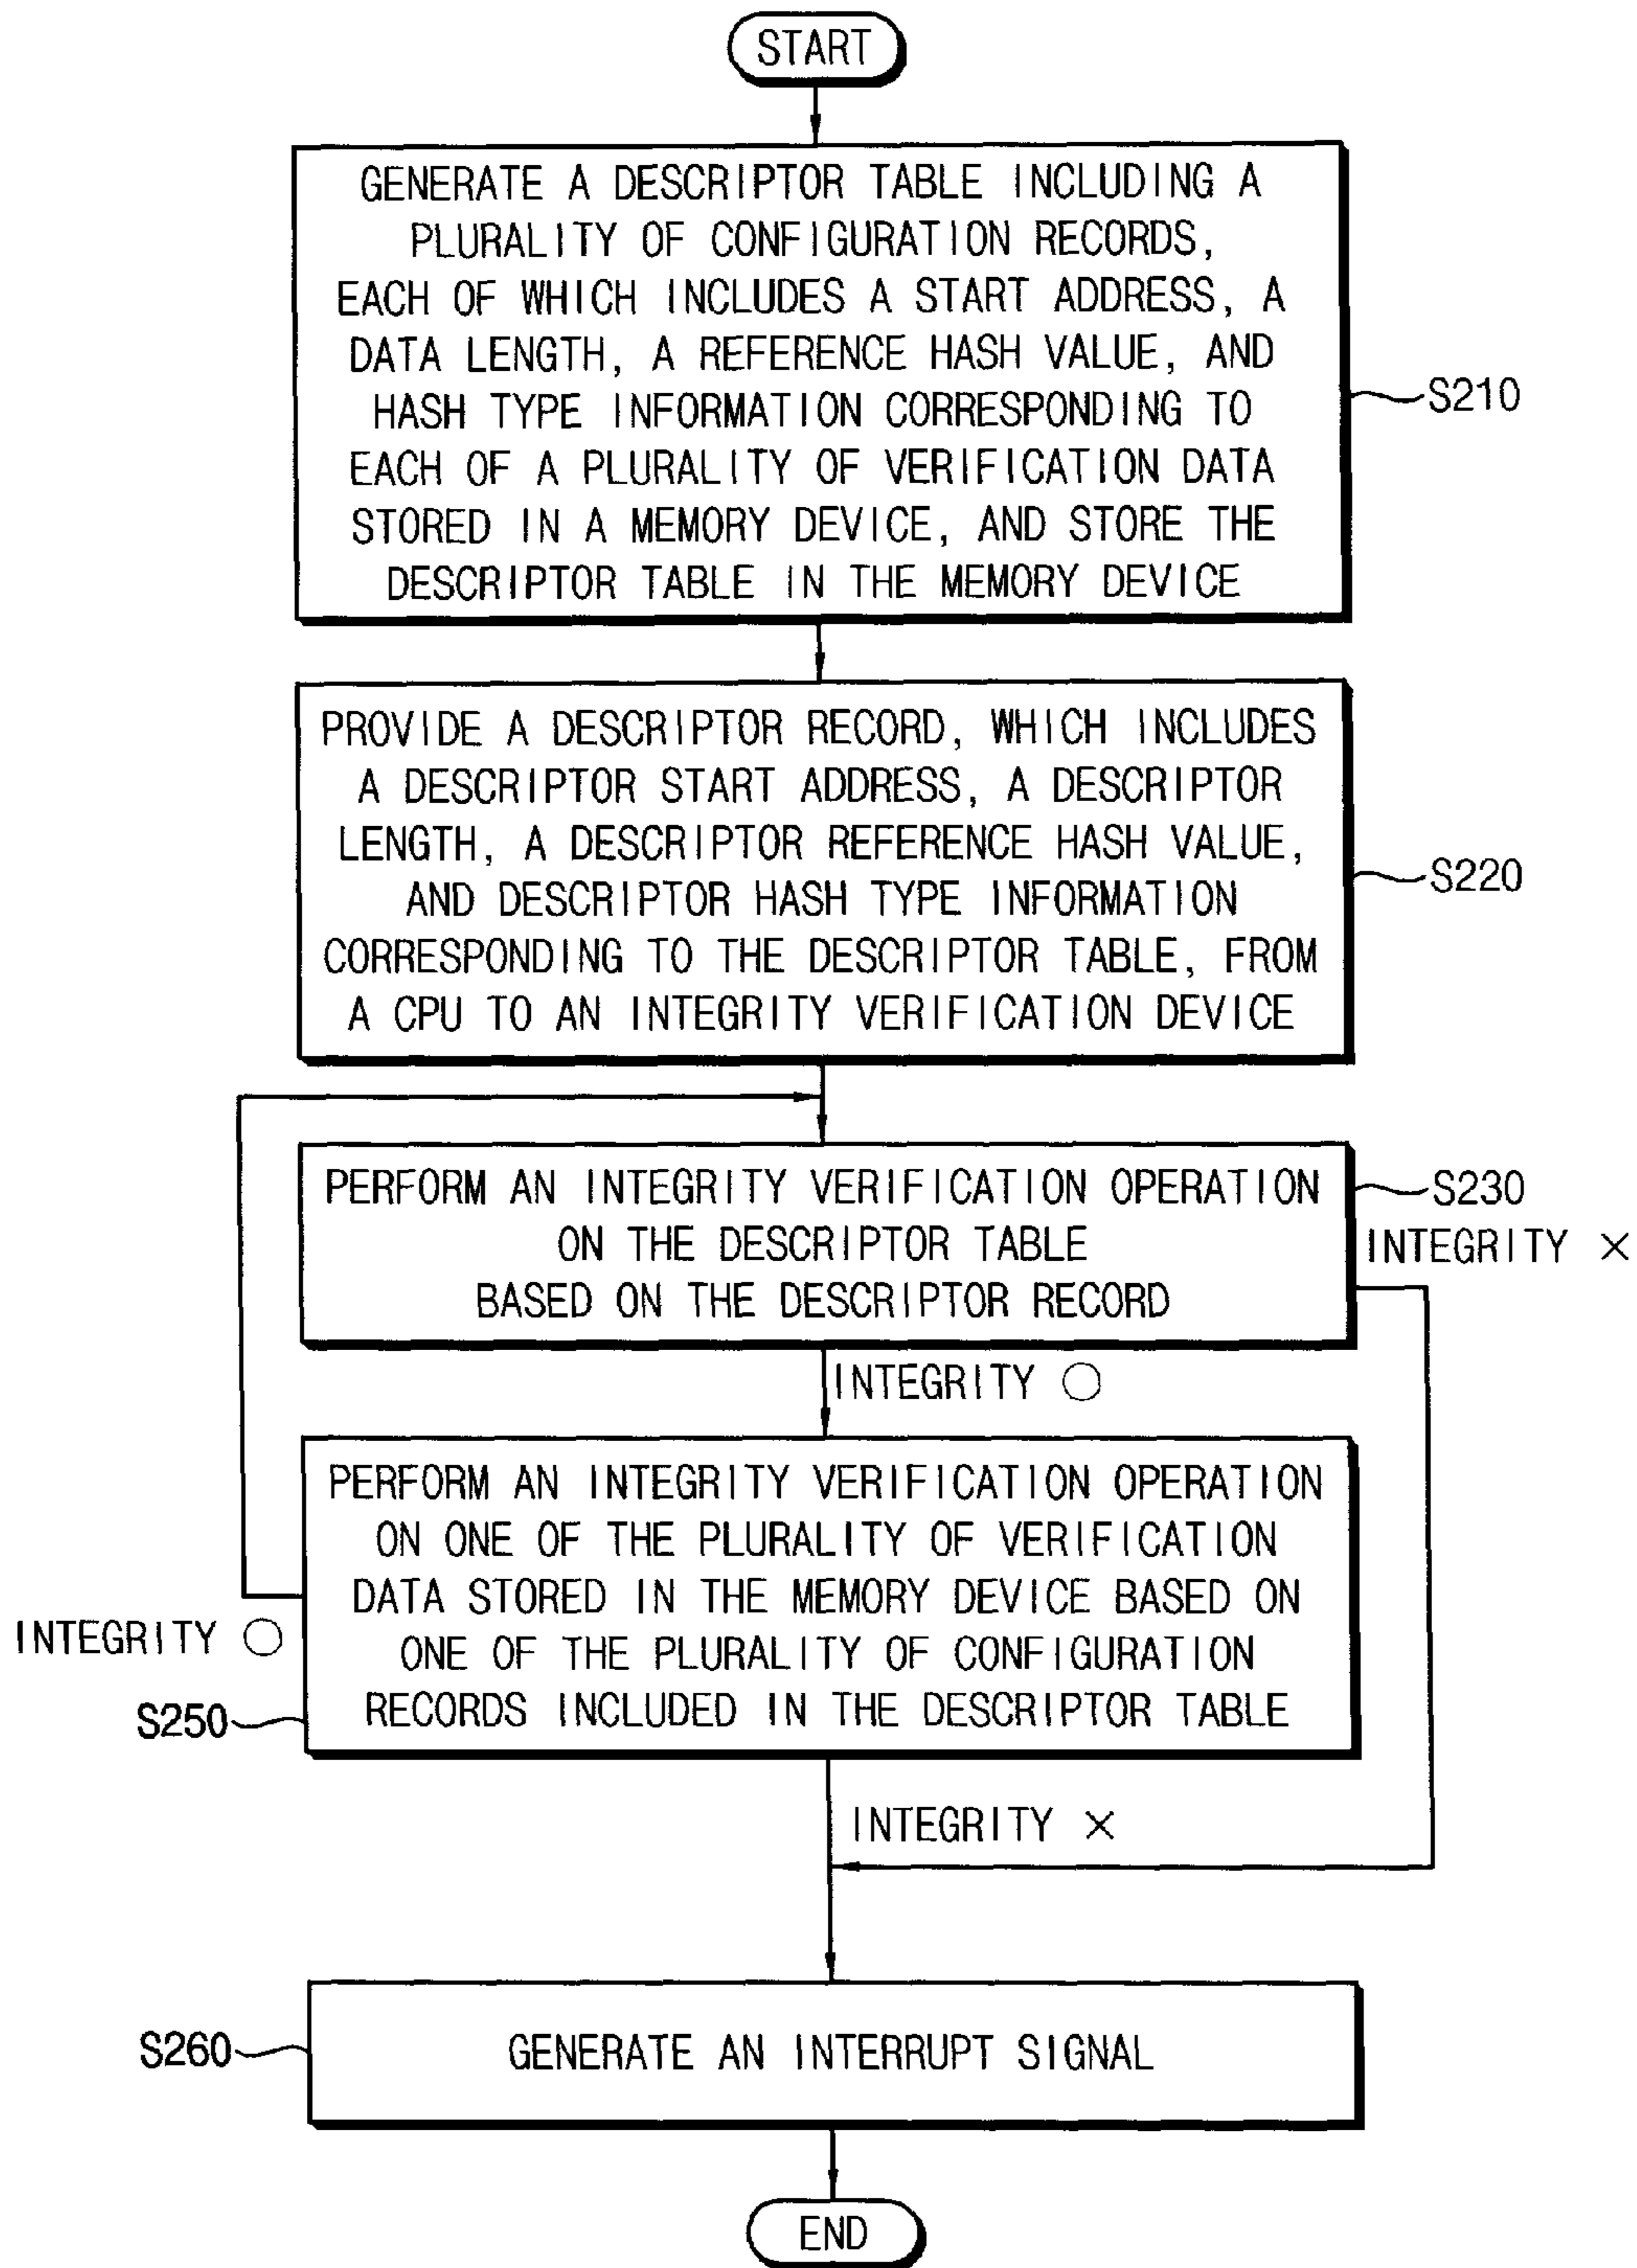 START
GENERATE A DESCRIPTOR TABLE INCLUDING A
PLURALITY OF CONFIGURATION RECORDS,
EACH OF WHICH INCLUDES A START ADDRESS, A
DATA LENGTH, A REFERENCE HASH VALUE, AND
HASH TYPE INFORMATION CORRESPONDING TO
EACH OF A PLURALITY OF VERIFICATION DATA
STORED IN A MEMORY DEVICE, AND STORE THE
DESCRIPTOR TABLE IN THE MEMORY DEVICE
S210
PROVIDE A DESCRIPTOR RECORD, WHICH INCLUDES
A DESCRIPTOR START ADDRESS, A DESCRIPTOR
LENGTH, A DESCRIPTOR REFERENCE HASH VALUE,
AND DESCRIPTOR HASH TYPE INFORMATION
CORRESPONDING TO THE DESCRIPTOR TABLE, FROM
A CPU TO AN INTEGRITY VERIFICATION DEVICE
S220
PERFORM AN INTEGRITY VERIFICATION OPERATION
ON THE DESCRIPTOR TABLE
BASED ON THE DESCRIPTOR RECORD
S230
INTEGRITY ×
INTEGRITY ○
PERFORM AN INTEGRITY VERIFICATION OPERATION
ON ONE OF THE PLURALITY OF VERIFICATION
DATA STORED IN THE MEMORY DEVICE BASED ON
ONE OF THE PLURALITY OF CONFIGURATION
RECORDS INCLUDED IN THE DESCRIPTOR TABLE
INTEGRITY ○
S250
INTEGRITY ×
S260
GENERATE AN INTERRUPT SIGNAL
END